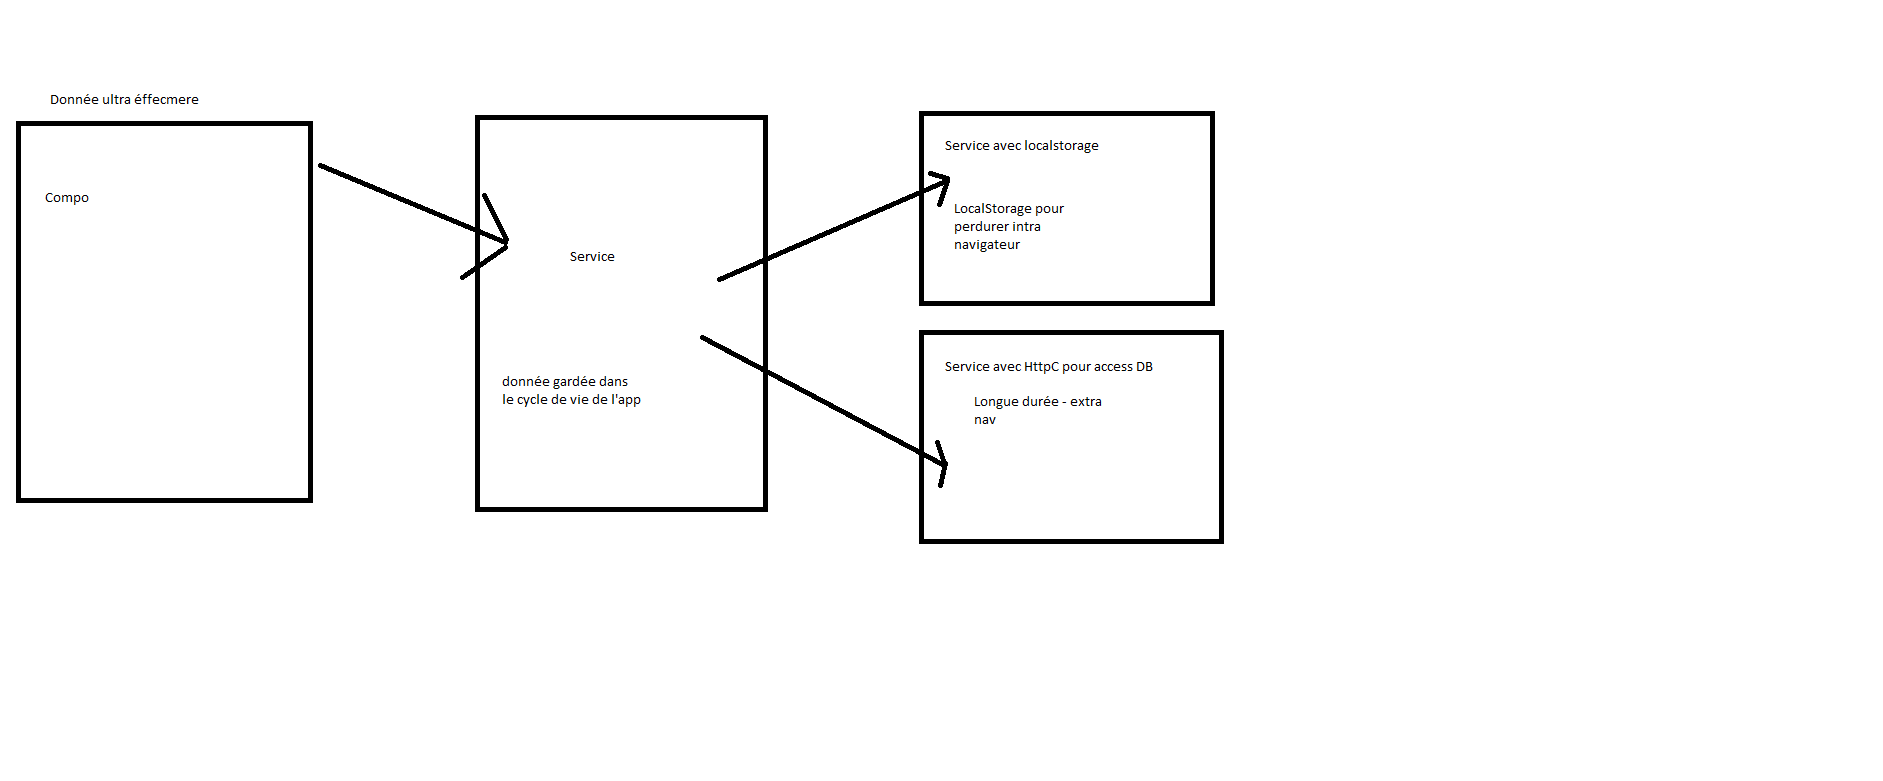 Donnée ultra éffecmere
Compo
Service
donnée gardée dans
le cycle de vie de l'app
Service avec localstorage
LocalStorage pour
perdurer intra
navigateur
Service avec HttpC pour access DB
Longue durée - extra
nav